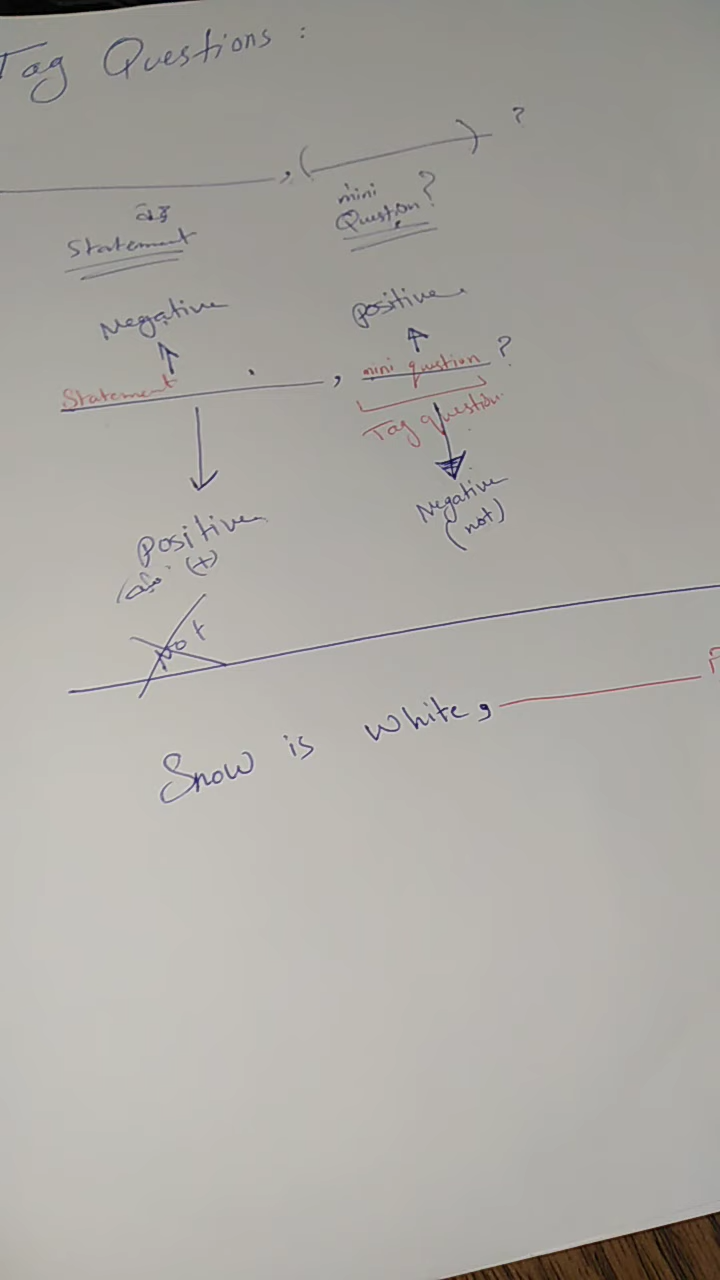 Tag Questions :
, ( ) ?
mini
Statement Question?
Negative positive
Statement , mini question ?
Tag question
Positive Negative
(+) (not)
Not
Snow is white, ?